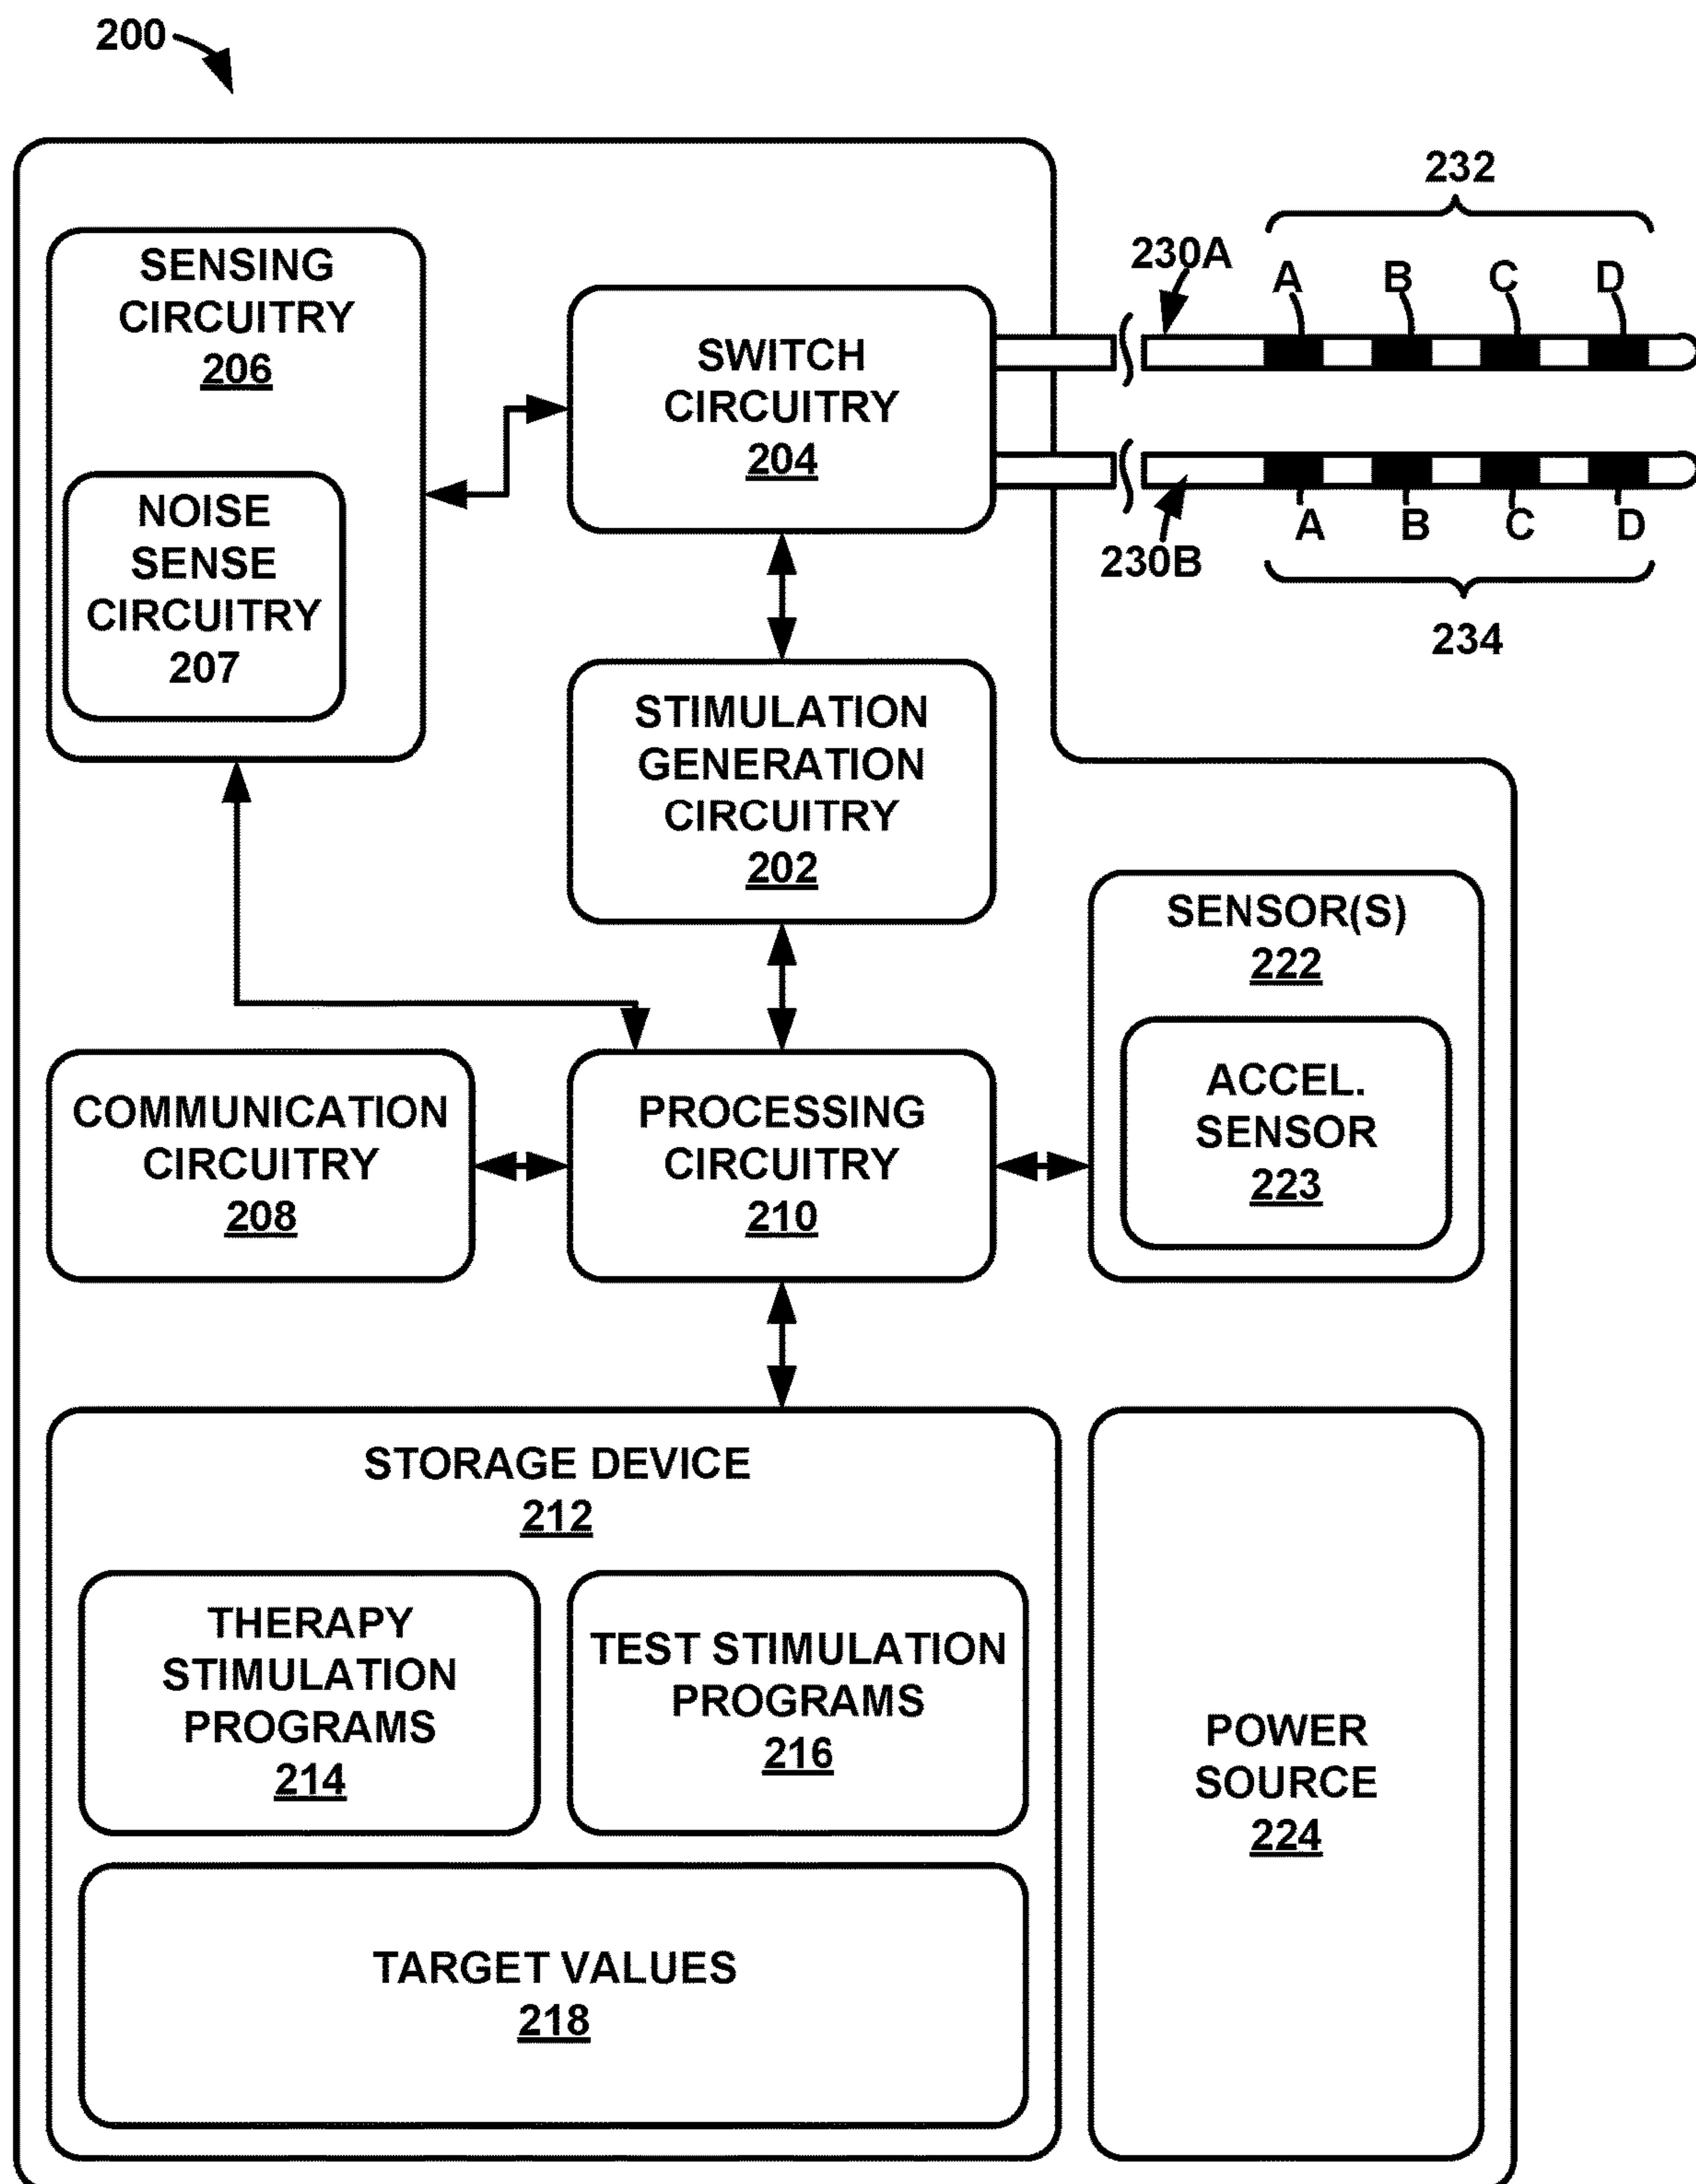 200
232
230A
A B C D
SENSING
CIRCUITRY
206
SWITCH
CIRCUITRY
204
NOISE
SENSE
CIRCUITRY
207
A B C D
230B
234
STIMULATION
GENERATION
CIRCUITRY
202
SENSOR(S)
222
ACCEL.
SENSOR
223
COMMUNICATION
CIRCUITRY
208
PROCESSING
CIRCUITRY
210
STORAGE DEVICE
212
THERAPY
STIMULATION
PROGRAMS
214
TEST STIMULATION
PROGRAMS
216
POWER
SOURCE
224
TARGET VALUES
218